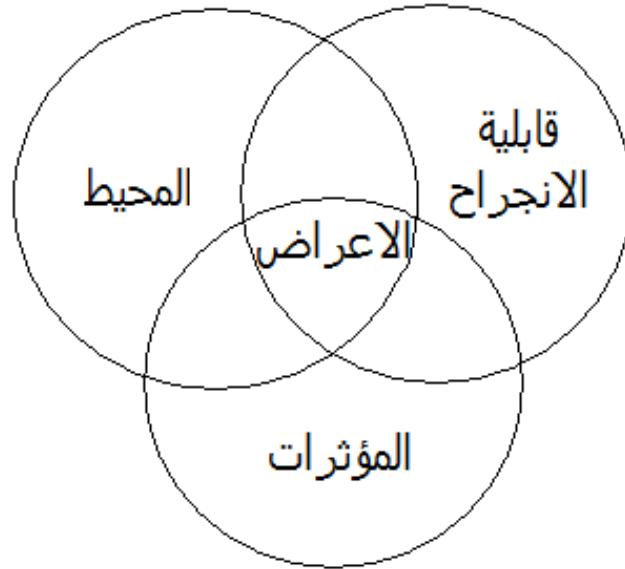 قابلية
الانجراح
المحيط
الاعراض
المؤثرات